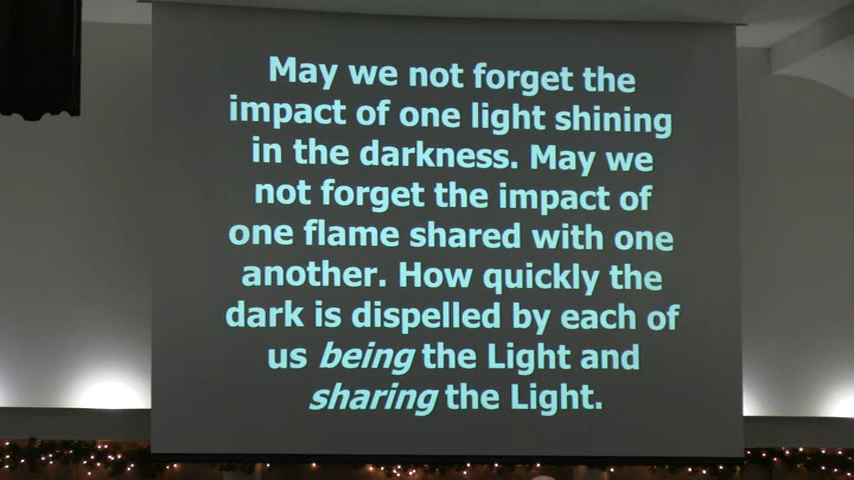 May we not forget the
impact of one light shining
in the darkness. May we
not forget the impact of
one flame shared with one
another. How quickly the
dark is dispelled by each of
us being the Light and
sharing the Light.